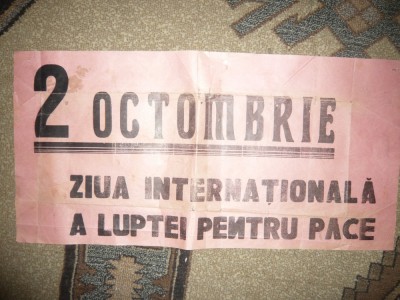 2 OCTOMBRIE
ZIUA INTERNAȚIONALĂ
A LUPTEI PENTRU PACE